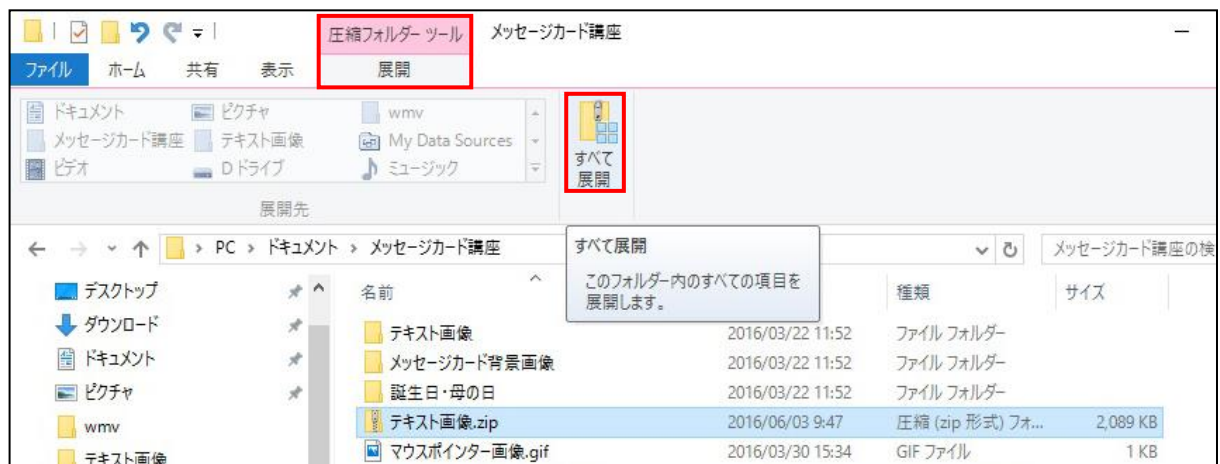 圧縮フォルダー ツール メッセージカード講座
ファイル ホーム 共有 表示 展開
ドキュメント ピクチャ wmv
メッセージカード講座 テキスト画像 My Data Sources
ビデオ D ドライブ ミュージック
すべて
展開
展開先
PC > ドキュメント > メッセージカード講座 メッセージカード講座の検
すべて展開
このフォルダー内のすべての項目を
展開します。
デスクトップ
ダウンロード
ドキュメント
ピクチャ
wmv
テキスト画像
名前 種類 サイズ
テキスト画像 2016/03/22 11:52 ファイル フォルダー
メッセージカード背景画像 2016/03/22 11:52 ファイル フォルダー
誕生日・母の日 2016/03/22 11:52 ファイル フォルダー
テキスト画像.zip 2016/06/03 9:47 圧縮 (zip 形式) フォ... 2,089 KB
マウスポインター画像.gif 2016/03/30 15:34 GIF ファイル 1 KB